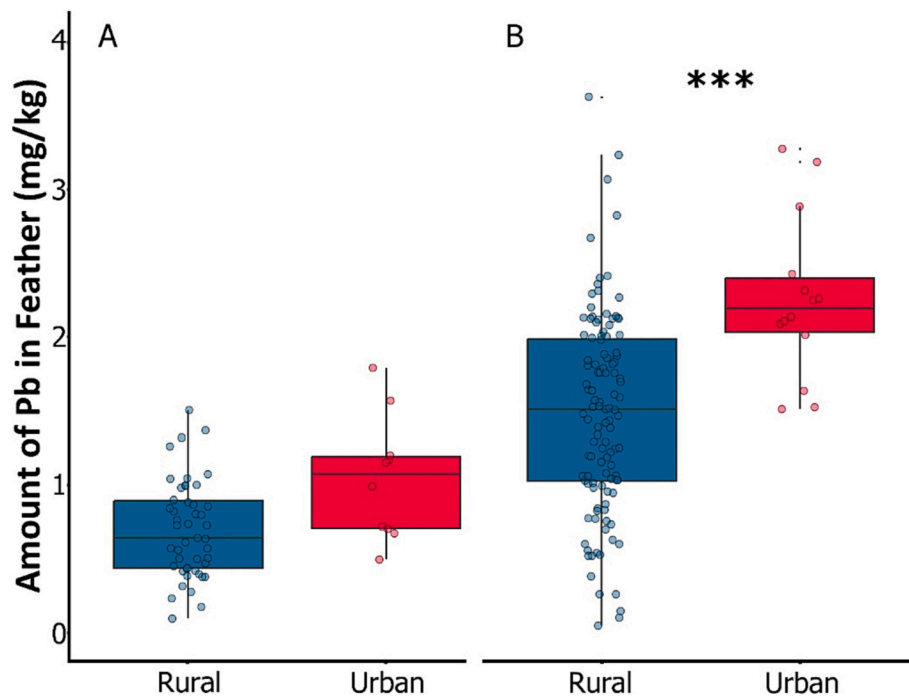 Amount of Pb in Feather (mg/kg)
A
B
***
4
3
2
1
0
Rural
Urban
Rural
Urban